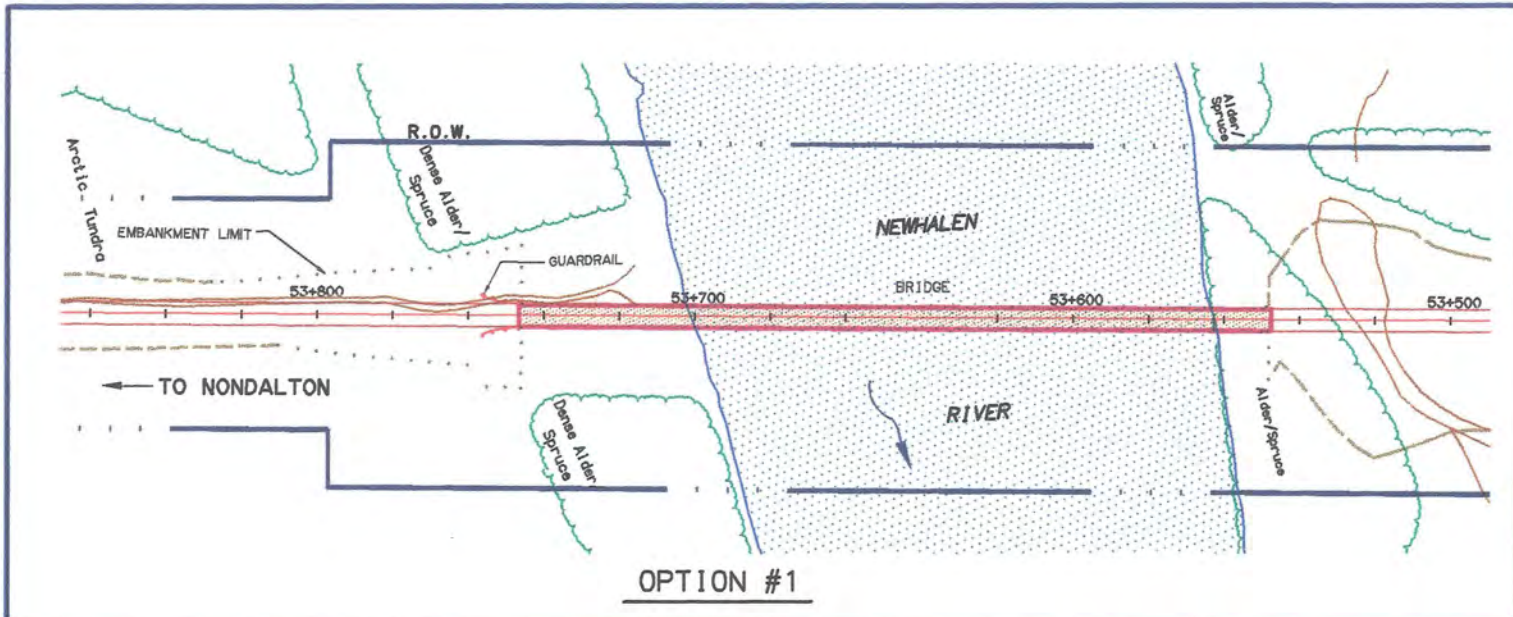 R.O.W.
Alder/
Spruce
Arctic - Tundra
Dense Alder/
Spruce
EMBANKMENT LIMIT
NEWHALEN
GUARDRAIL
BRIDGE
53+800
53+700
53+600
53+500
TO NONDALTON
RIVER
Dense Alder/
Spruce
Alder/Spruce
OPTION #1